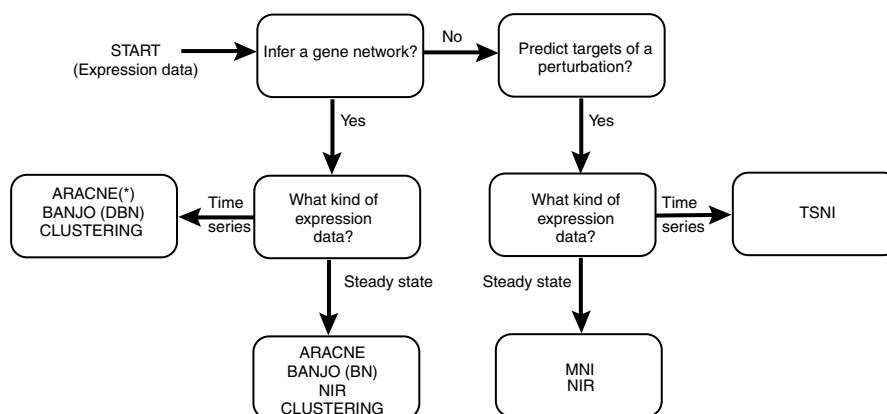 START
(Expression data)
Infer a gene network?
No
Predict targets of a
perturbation?
Yes
Yes
ARACNE(*)
BANJO (DBN)
CLUSTERING
Time
series
What kind of
expression
data?
What kind of
expression
data?
Time
series
TSNI
Steady state
Steady state
ARACNE
BANJO (BN)
NIR
CLUSTERING
MNI
NIR